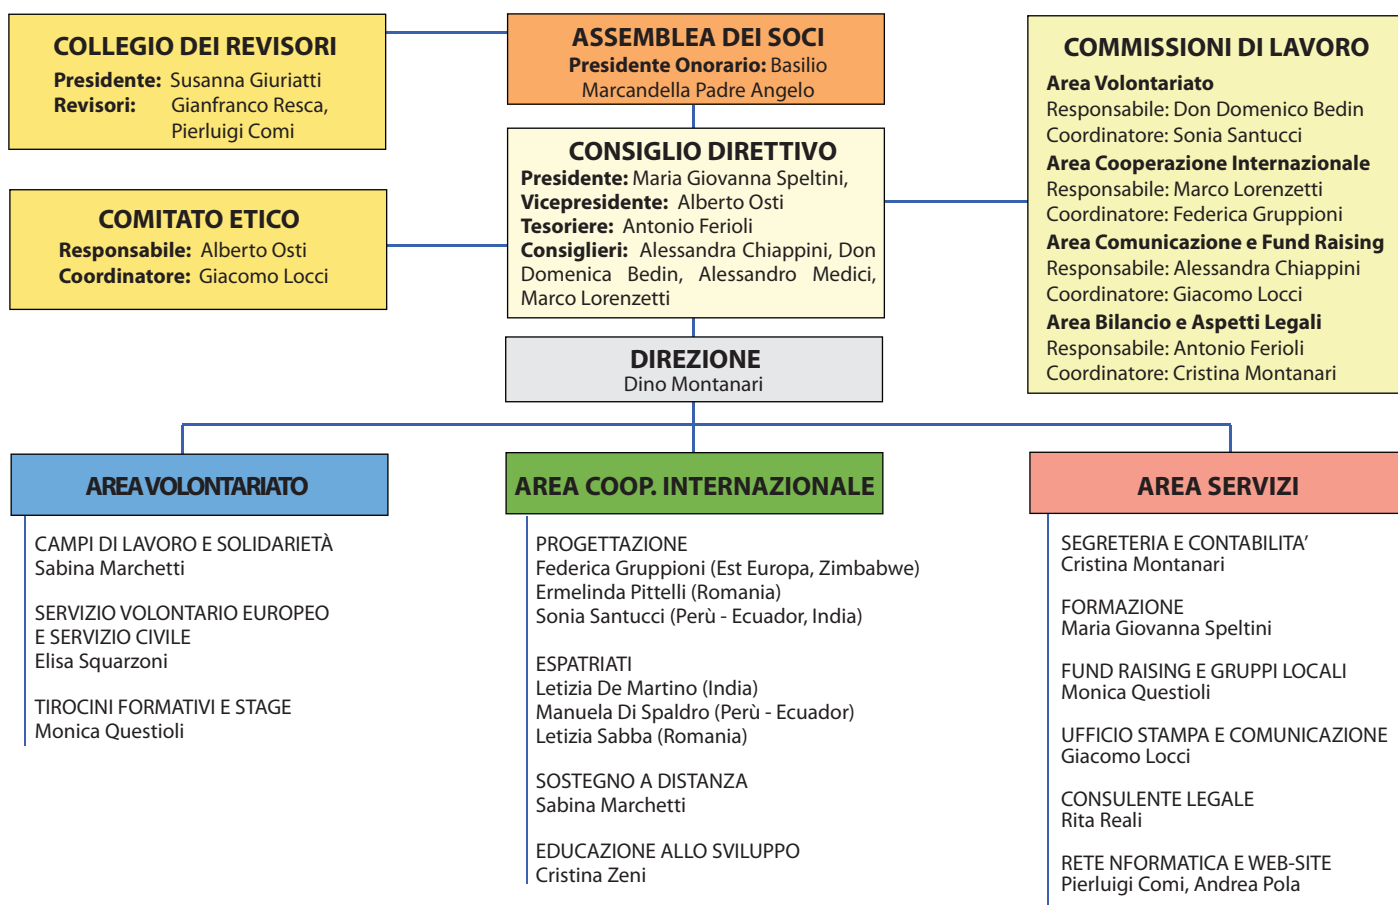 COLLEGIO DEI REVISORI
Presidente: Susanna Giuriatti
Revisori: Gianfranco Resca,
Pierluigi Comi
ASSEMBLEA DEI SOCI
Presidente Onorario: Basilio
Marcandella Padre Angelo
COMITATO ETICO
Responsabile: Alberto Osti
Coordinatore: Giacomo Locci
CONSIGLIO DIRETTIVO
Presidente: Maria Giovanna Speltini,
Vicepresidente: Alberto Osti
Tesoriere: Antonio Ferioli
Consiglieri: Alessandra Chiappini, Don
Domenica Bedin, Alessandro Medici,
Marco Lorenzetti
COMMISSIONI DI LAVORO
Area Volontariato
Responsabile: Don Domenico Bedin
Coordinatore: Sonia Santucci
Area Cooperazione Internazionale
Responsabile: Marco Lorenzetti
Coordinatore: Federica Gruppioni
Area Comunicazione e Fund Raising
Responsabile: Alessandra Chiappini
Coordinatore: Giacomo Locci
Area Bilancio e Aspetti Legali
Responsabile: Antonio Ferioli
Coordinatore: Cristina Montanari
DIREZIONE
Dino Montanari
AREA VOLONTARIATO
CAMPI DI LAVORO E SOLIDARIETÀ
Sabina Marchetti
SERVIZIO VOLONTARIO EUROPEO
E SERVIZIO CIVILE
Elisa Squarzoni
TIROCINI FORMATIVI E STAGE
Monica Questioli
AREA COOP. INTERNAZIONALE
PROGETTAZIONE
Federica Gruppioni (Est Europa, Zimbabwe)
Ermelinda Pittelli (Romania)
Sonia Santucci (Perù - Ecuador, India)
ESPATRIATI
Letizia De Martino (India)
Manuela Di Spaldro (Perù - Ecuador)
Letizia Sabba (Romania)
SOSTEGNO A DISTANZA
Sabina Marchetti
EDUCAZIONE ALLO SVILUPPO
Cristina Zeni
AREA SERVIZI
SEGRETERIA E CONTABILITA'
Cristina Montanari
FORMAZIONE
Maria Giovanna Speltini
FUND RAISING E GRUPPI LOCALI
Monica Questioli
UFFICIO STAMPA E COMUNICAZIONE
Giacomo Locci
CONSULENTE LEGALE
Rita Reali
RETE NFORMATICA E WEB-SITE
Pierluigi Comi, Andrea Pola